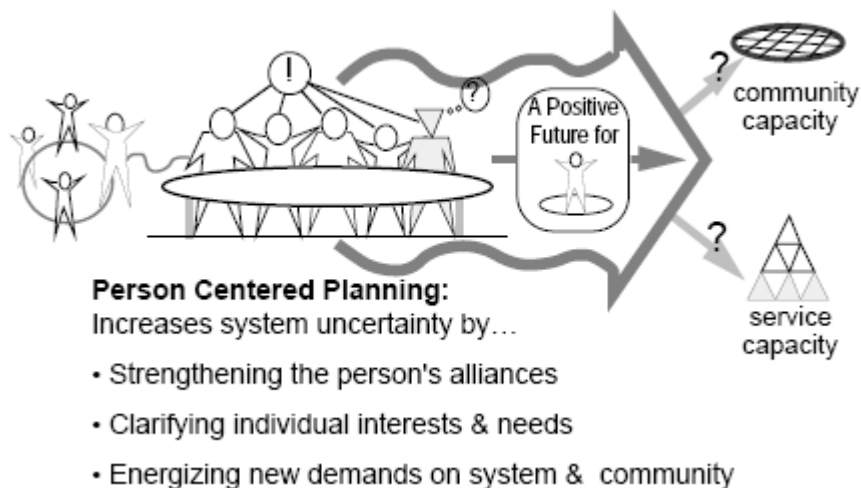 !
?
A Positive
Future for
?
community
capacity
?
service
capacity
Person Centered Planning:
Increases system uncertainty by…
• Strengthening the person's alliances
• Clarifying individual interests & needs
• Energizing new demands on system & community